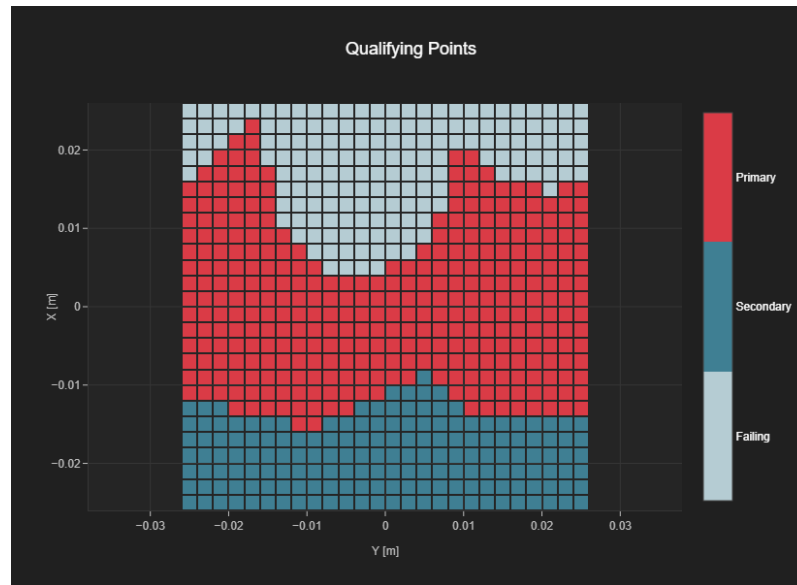 Qualifying Points
0.02
0.01
0
−0.01
−0.02
X [m]
−0.03
−0.02
−0.01
0
0.01
0.02
0.03
Y [m]
Primary
Secondary
Failing